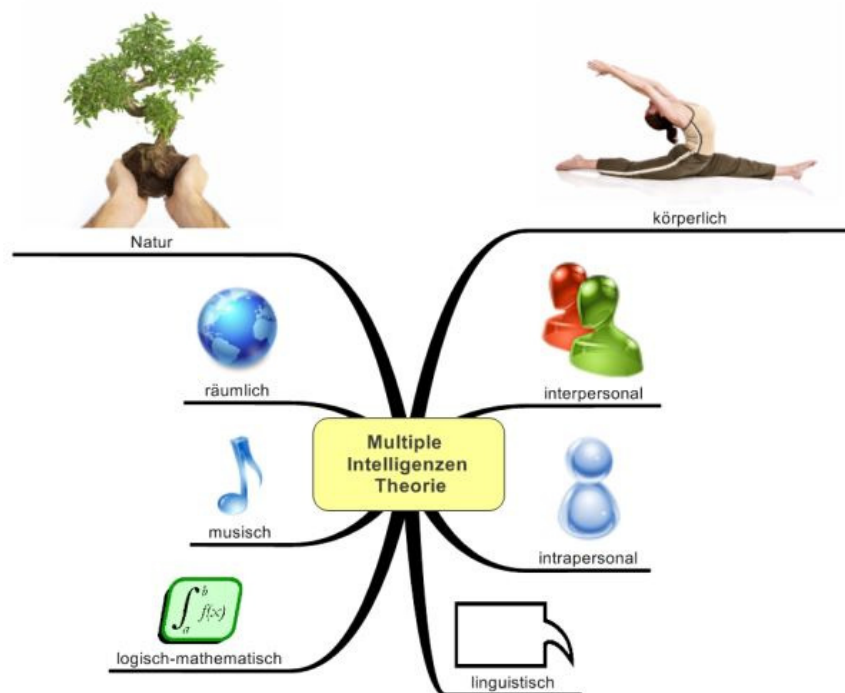 Natur
körperlich
räumlich
interpersonal
Multiple
Intelligenzen
Theorie
musisch
intrapersonal
∫ₐᵇ f(x)
logisch-mathematisch
linguistisch